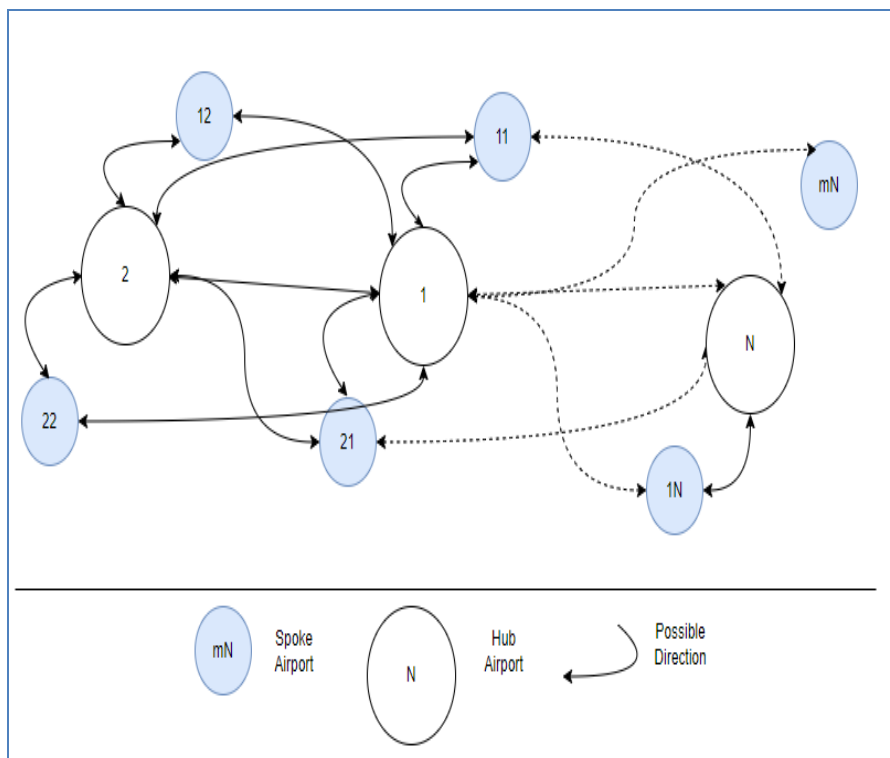 12
11
mN
2
1
N
22
21
1N
mN
Spoke
Airport
N
Hub
Airport
Possible
Direction